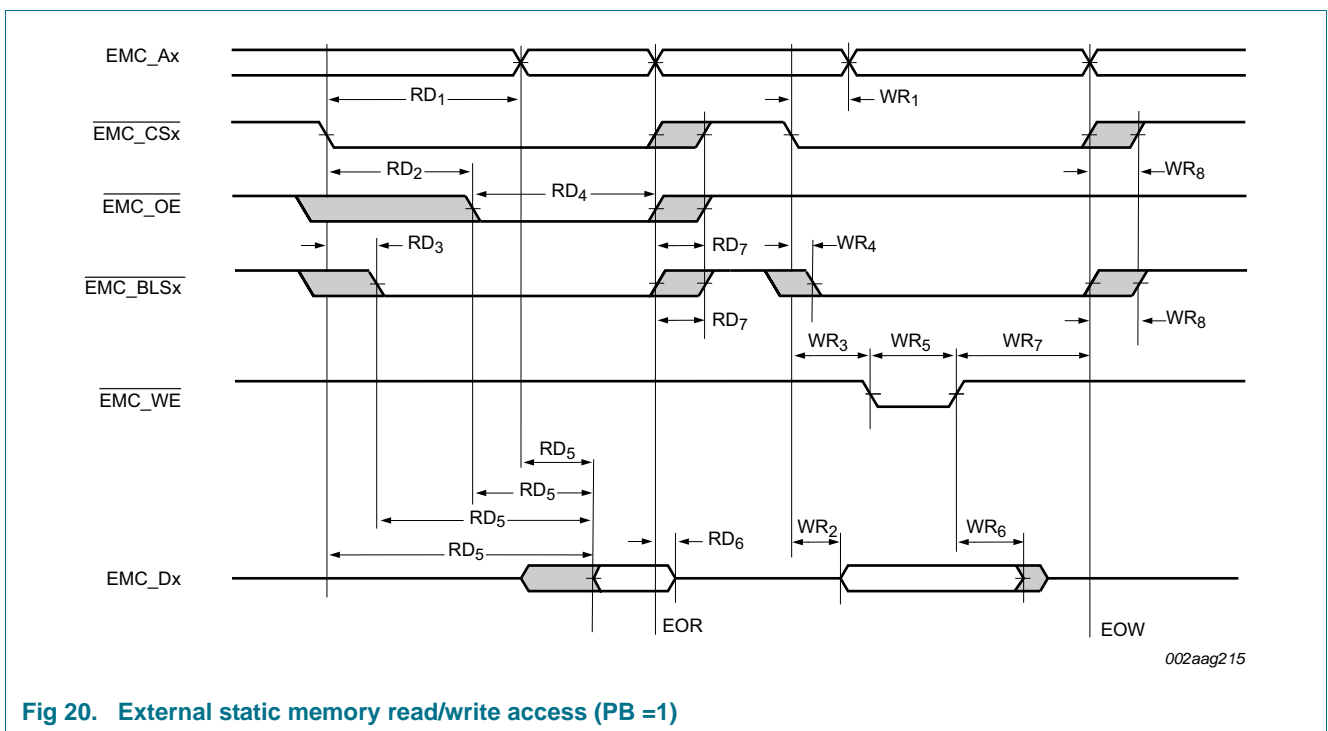 EMC_Ax
RD1
WR1
EMC_CSx
RD2
WR8
RD4
EMC_OE
RD3
RD7
WR4
EMC_BLSx
RD7
WR8
WR3
WR5
WR7
EMC_WE
RD5
RD5
RD5
WR2
WR6
RD5
RD6
EMC_Dx
EOR
EOW
002aag215
Fig 20. External static memory read/write access (PB =1)